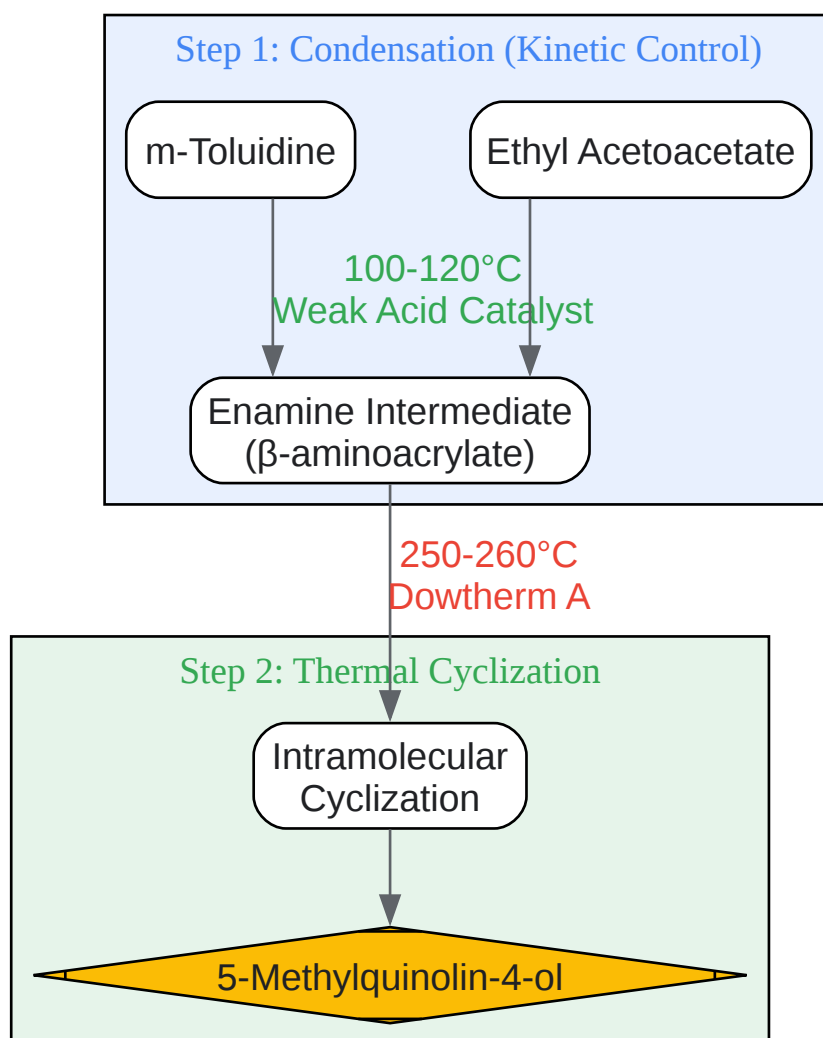 Step 1: Condensation (Kinetic Control)
m-Toluidine
Ethyl Acetoacetate
100-120°C
Weak Acid Catalyst
Enamine Intermediate
(β-aminoacrylate)
250-260°C
Dowtherm A
Step 2: Thermal Cyclization
Intramolecular
Cyclization
5-Methylquinolin-4-ol